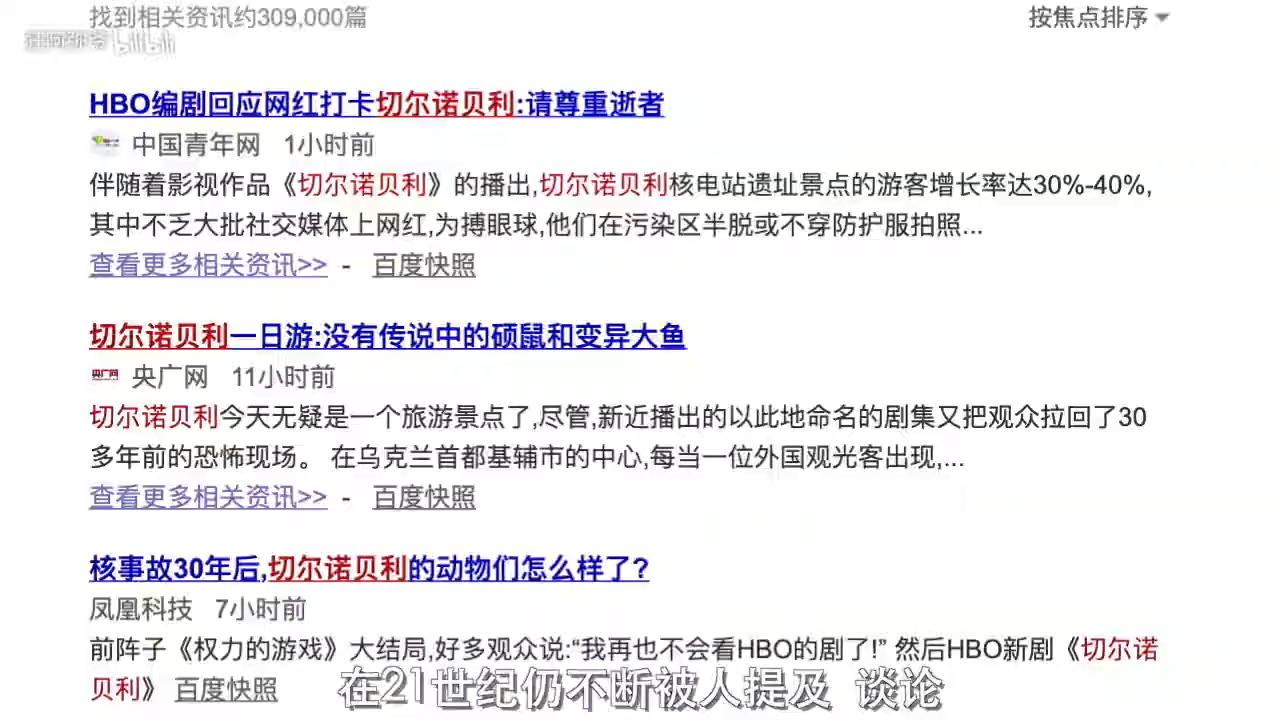 找到相关资讯约309,000篇
按焦点排序
bilibili
HBO编剧回应网红打卡切尔诺贝利:请尊重逝者
中国青年网 1小时前
伴随着影视作品《切尔诺贝利》的播出,切尔诺贝利核电站遗址景点的游客增长率达30%-40%,
其中不乏大批社交媒体上网红,为搏眼球,他们在污染区半脱或不穿防护服拍照...
查看更多相关资讯>> - 百度快照
切尔诺贝利一日游:没有传说中的硕鼠和变异大鱼
央广网 央广网 11小时前
切尔诺贝利今天无疑是一个旅游景点了,尽管,新近播出的以此地命名的剧集又把观众拉回了30
多年前的恐怖现场。 在乌克兰首都基辅市的中心,每当一位外国观光客出现,...
查看更多相关资讯>> - 百度快照
核事故30年后,切尔诺贝利的动物们怎么样了?
凤凰科技 7小时前
前阵子《权力的游戏》大结局,好多观众说:“我再也不会看HBO的剧了!” 然后HBO新剧《切尔诺
贝利》 百度快照
在21世纪仍不断被人提及 谈论